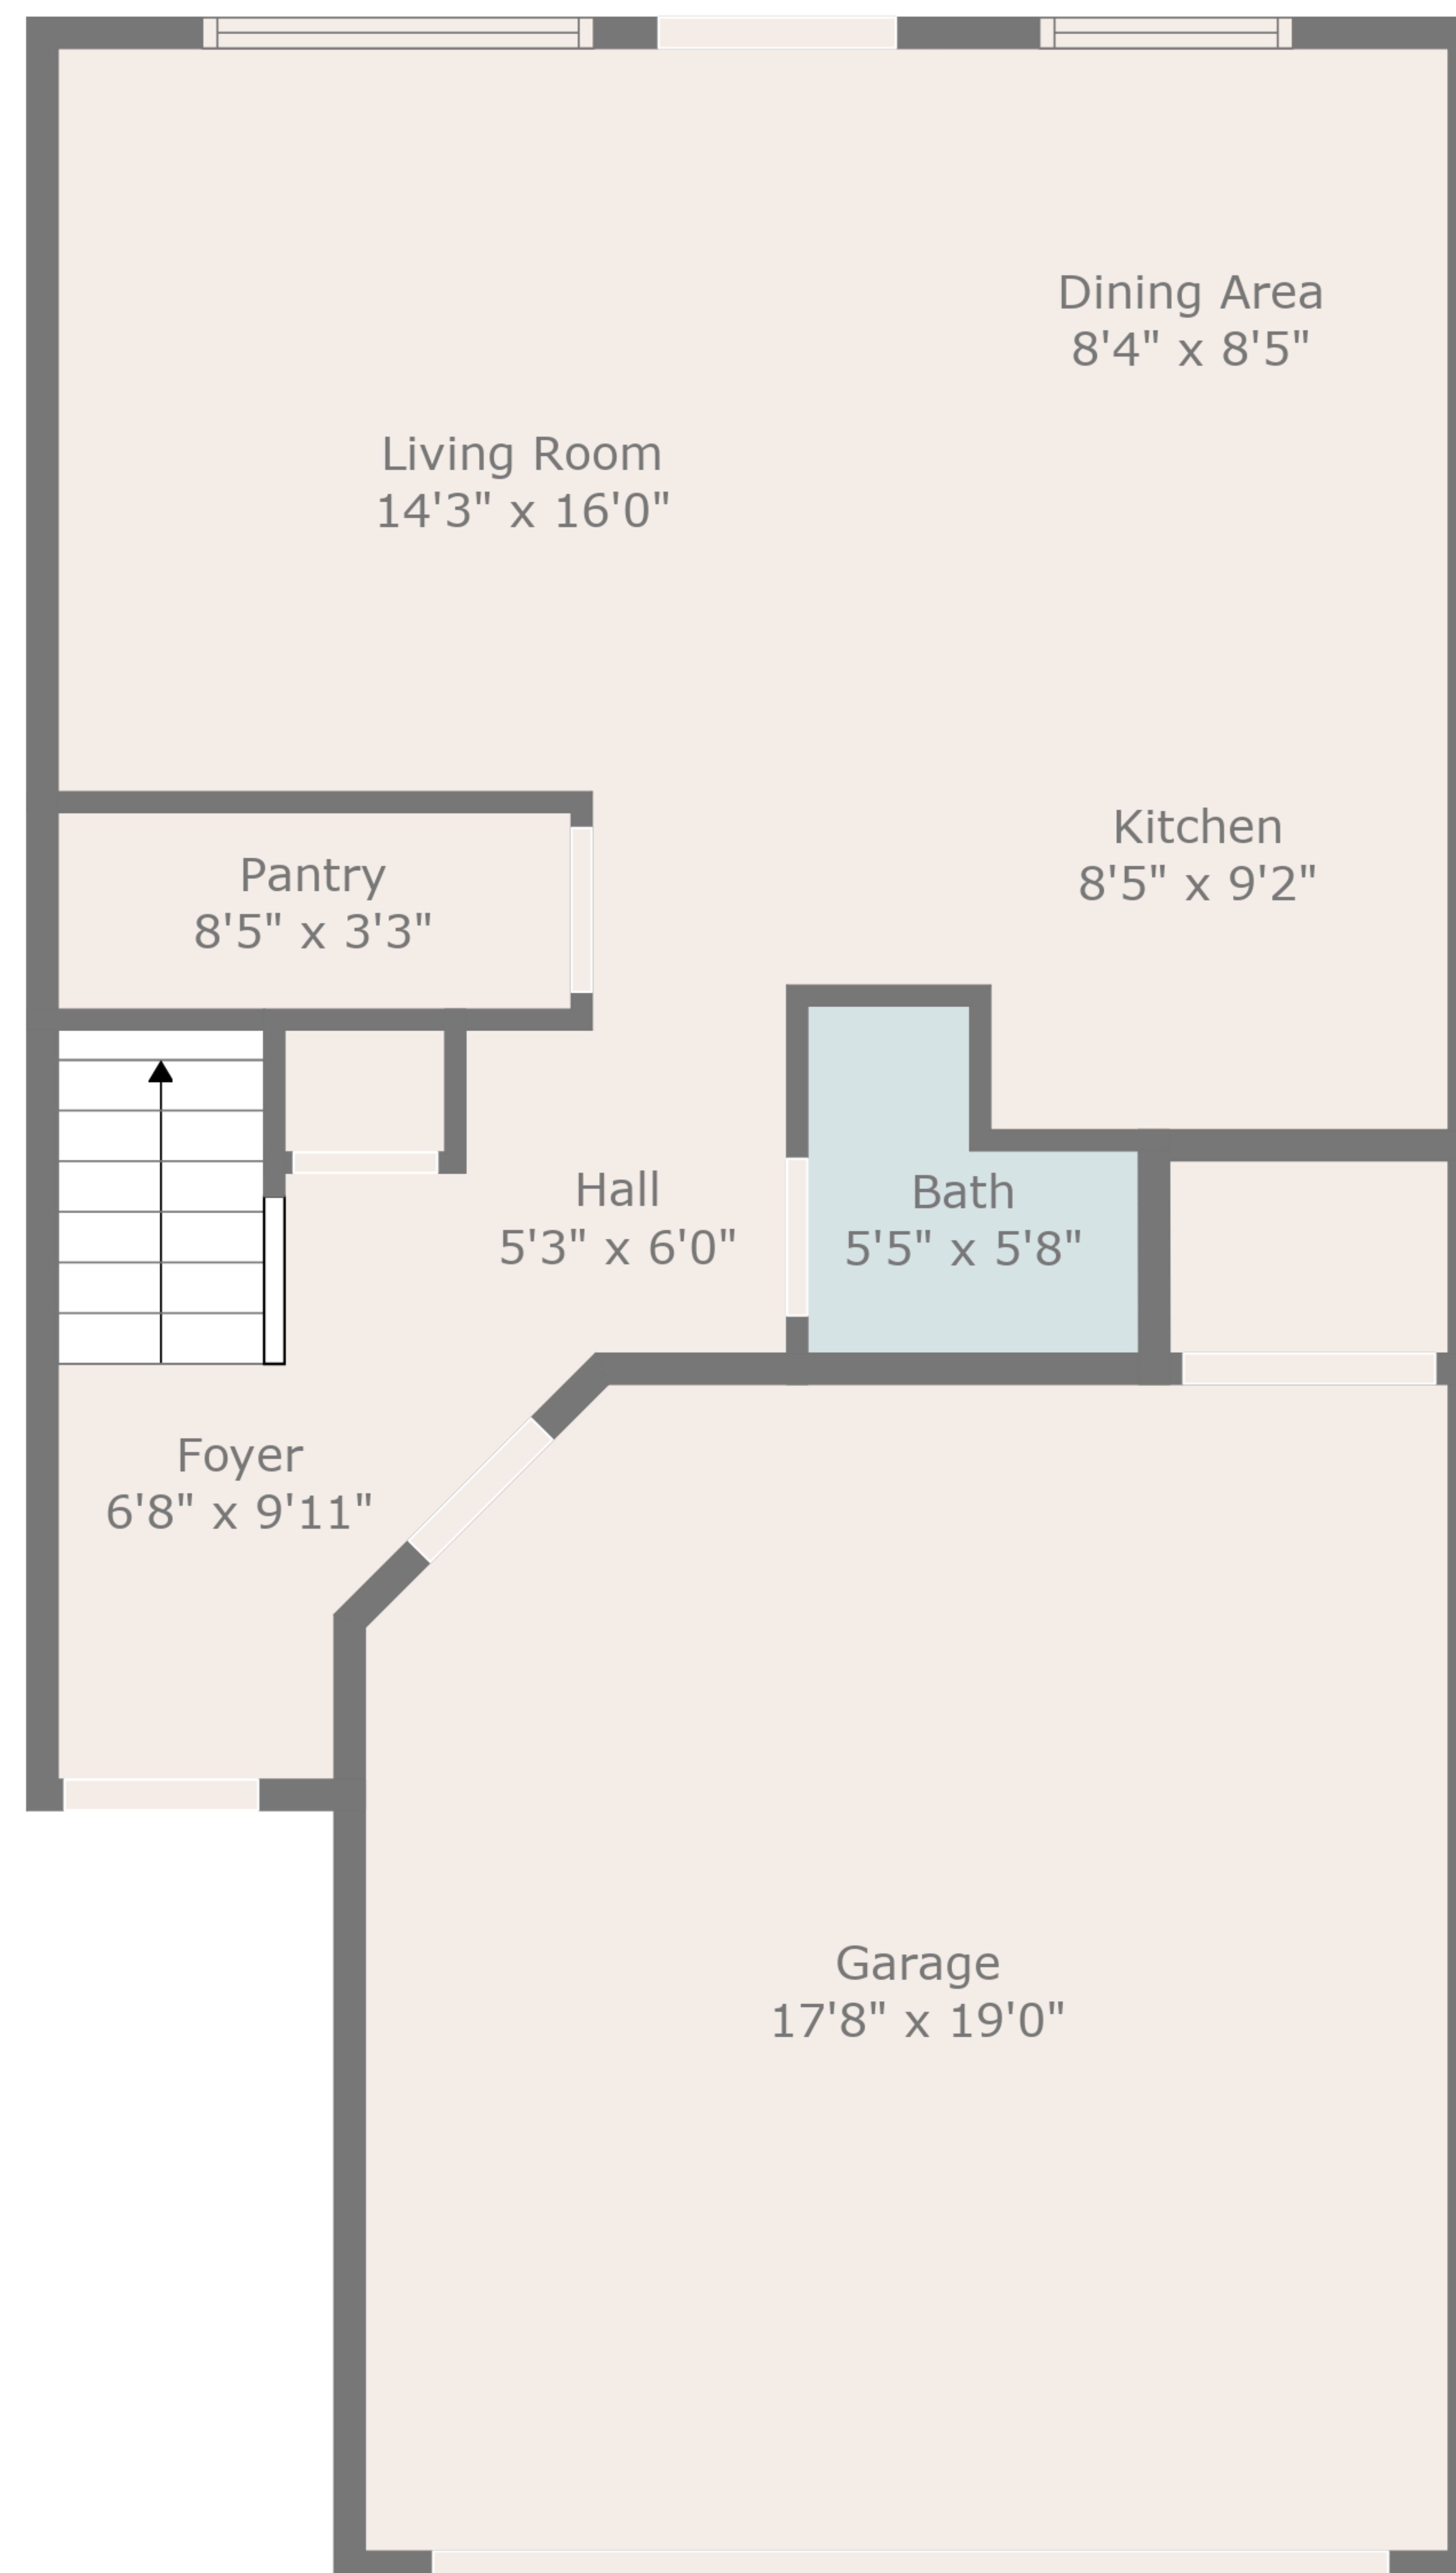 Dining Area
8'4" x 8'5"
Living Room
14'3" x 16'0"
Kitchen
8'5" x 9'2"
Pantry
8'5" x 3'3"
Hall
5'3" x 6'0"
Bath
5'5" x 5'8"
Foyer
6'8" x 9'11"
Garage
17'8" x 19'0"